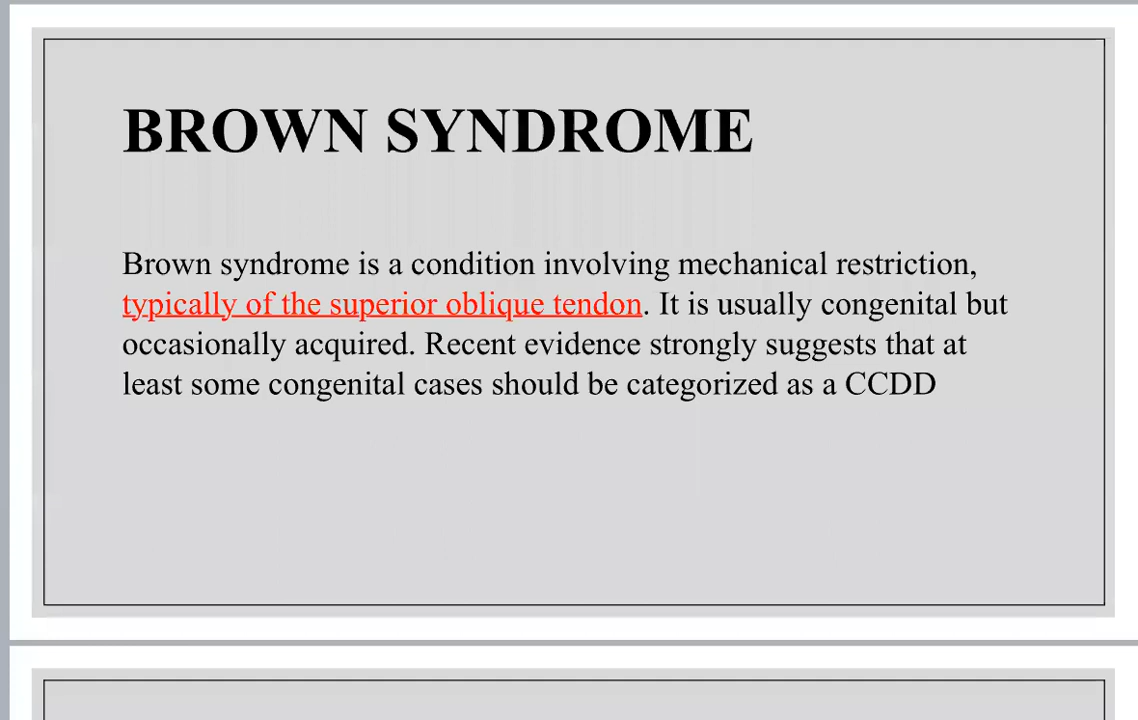 BROWN SYNDROME
Brown syndrome is a condition involving mechanical restriction,
typically of the superior oblique tendon. It is usually congenital but
occasionally acquired. Recent evidence strongly suggests that at
least some congenital cases should be categorized as a CCDD